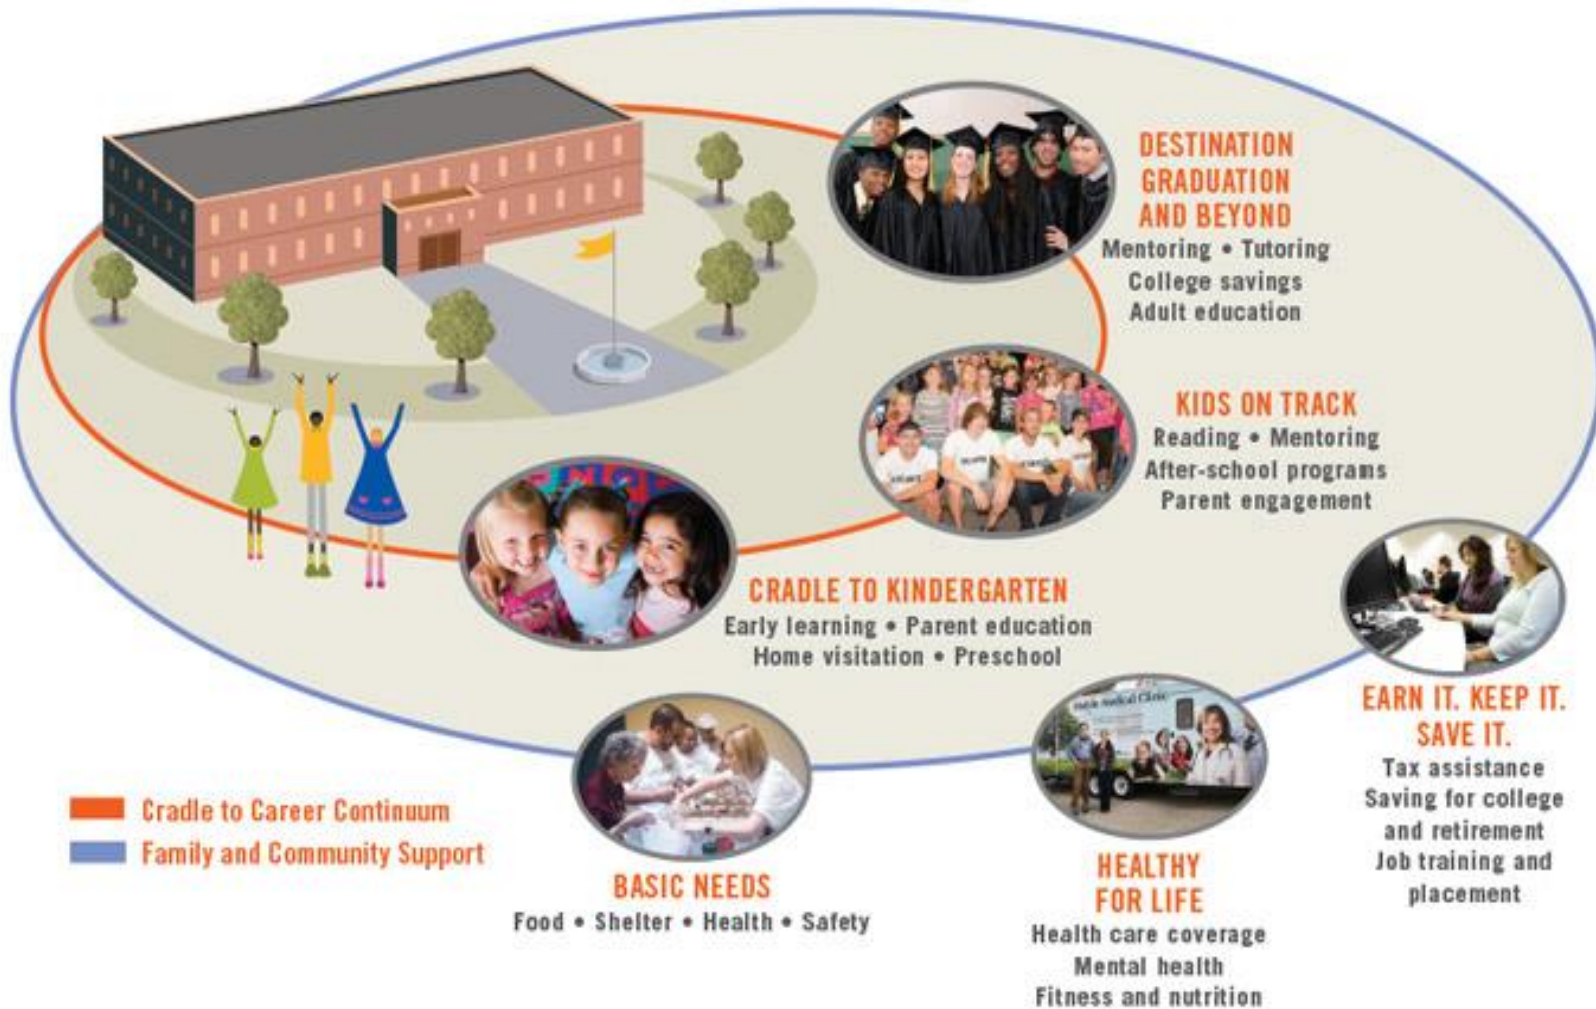 DESTINATION
GRADUATION
AND BEYOND
Mentoring • Tutoring
College savings
Adult education
KIDS ON TRACK
Reading • Mentoring
After-school programs
Parent engagement
CRADLE TO KINDERGARTEN
Early learning • Parent education
Home visitation • Preschool
EARN IT. KEEP IT.
SAVE IT.
Tax assistance
Saving for college
and retirement
Job training and
placement
Cradle to Career Continuum
Family and Community Support
BASIC NEEDS
Food • Shelter • Health • Safety
Medical Clinic
HEALTHY
FOR LIFE
Health care coverage
Mental health
Fitness and nutrition